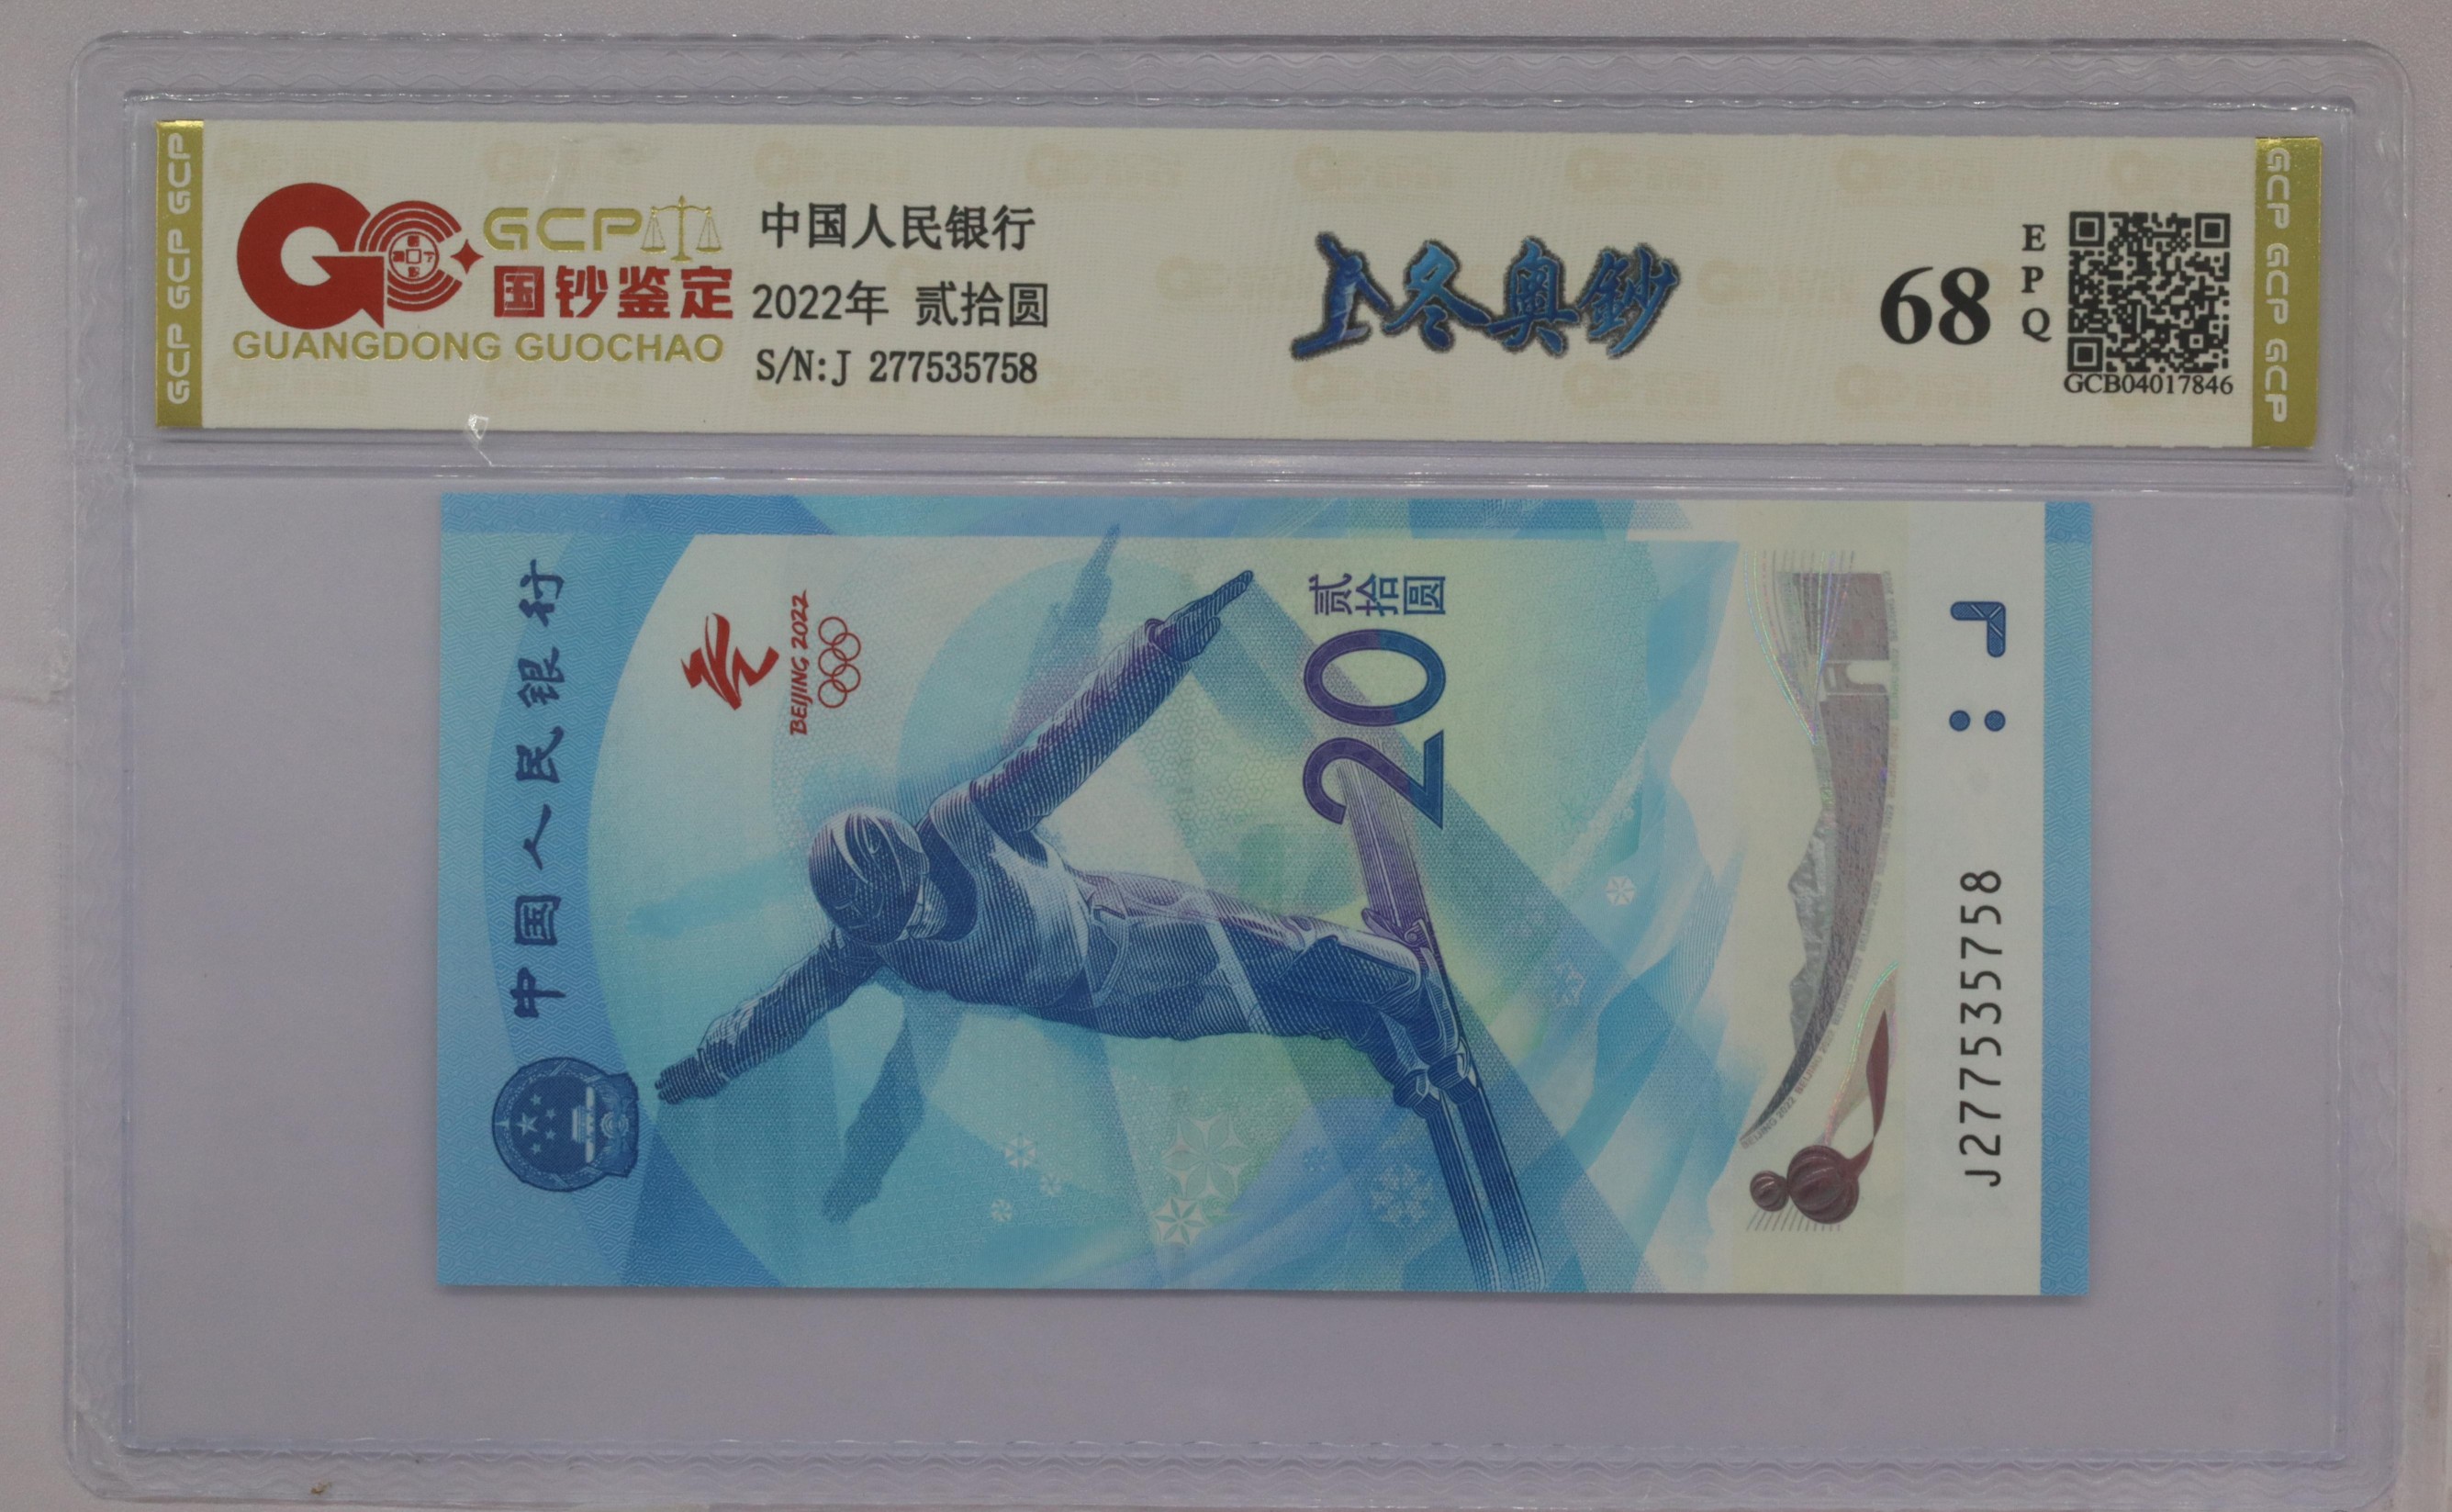 GCP GCP GCP
GCP
国钞鉴定
GUANGDONG GUOCHAO
中国人民银行
2022年 贰拾圆
S/N:J 277535758
冬奥鈔
68
EPQ
GCB04017846
GCP GCP GCP
中国人民银行
BEIJING 2022
贰拾圆
20
J277535758